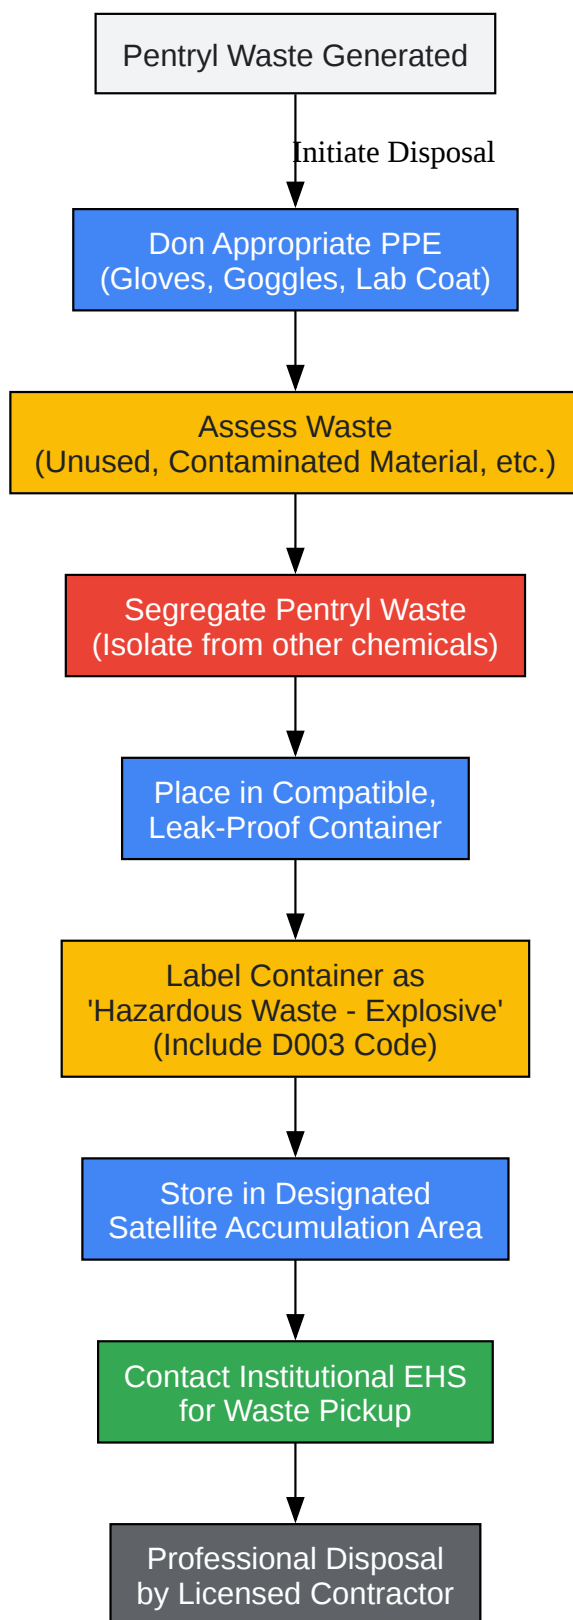 Pentryl Waste Generated
Initiate Disposal
Don Appropriate PPE
(Gloves, Goggles, Lab Coat)
Assess Waste
(Unused, Contaminated Material, etc.)
Segregate Pentryl Waste
(Isolate from other chemicals)
Place in Compatible,
Leak-Proof Container
Label Container as
'Hazardous Waste - Explosive'
(Include D003 Code)
Store in Designated
Satellite Accumulation Area
Contact Institutional EHS
for Waste Pickup
Professional Disposal
by Licensed Contractor